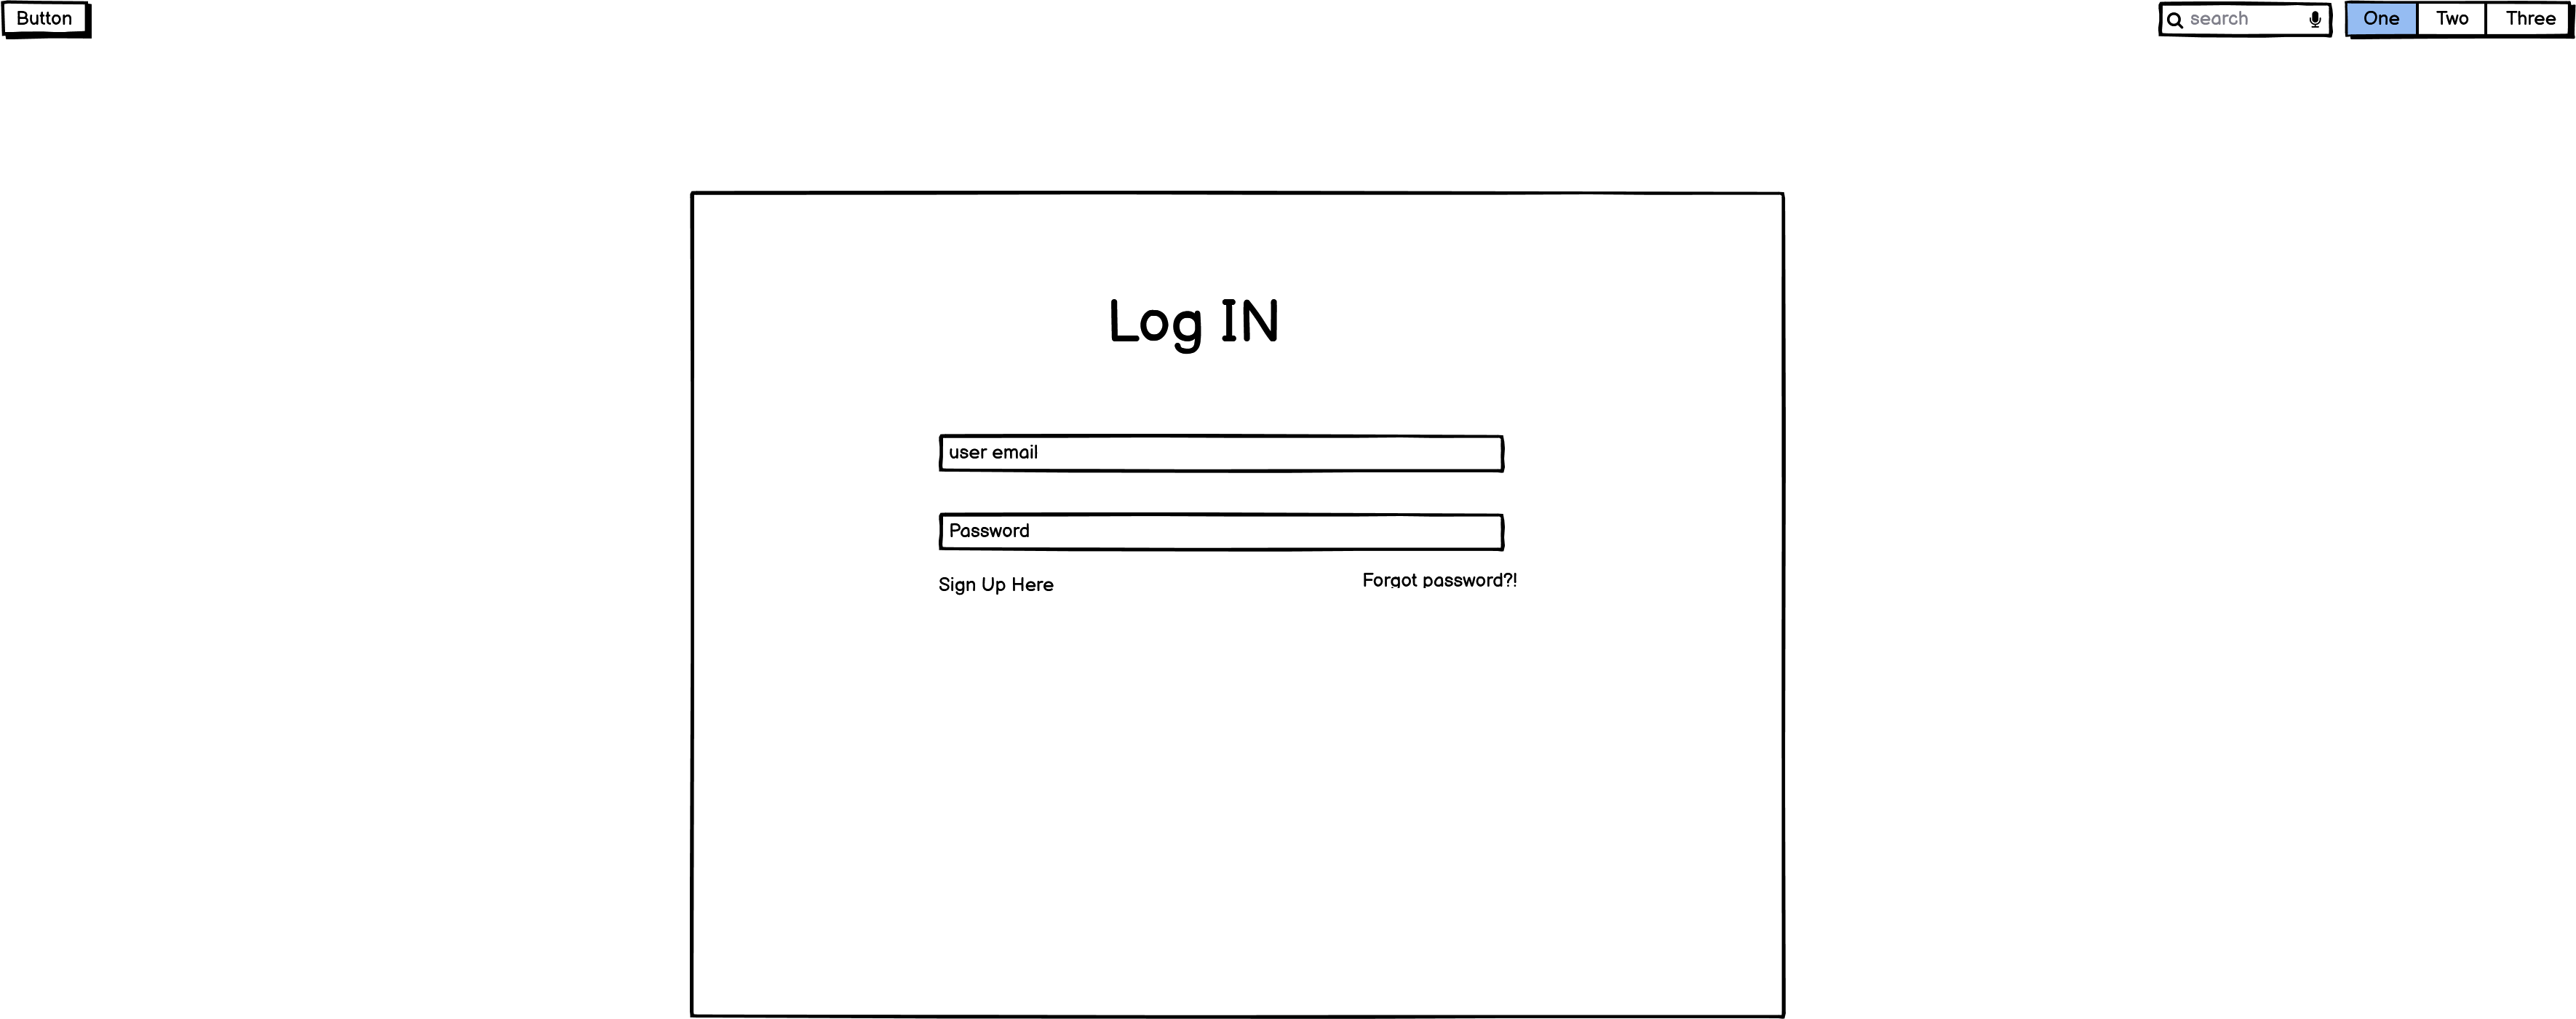 Button
search
One Two Three
Log IN
user email
Password
Sign Up Here
Forgot password?!